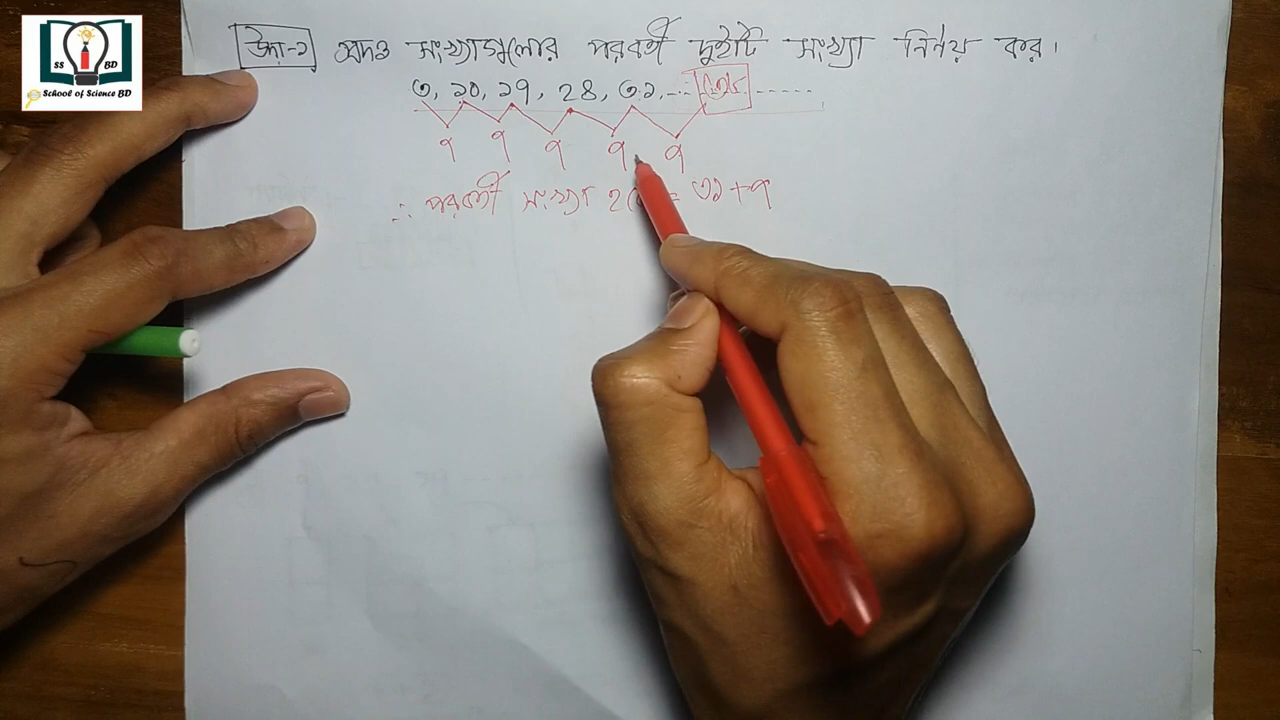 SS BD
School of Science BD
উদা-১ প্রদত্ত সংখ্যাগুলোর পরবর্তী দুইটি সংখ্যা নির্ণয় কর।
৩, ১০, ১৭, ২৪, ৩১, ...
৭ ৭ ৭ ৭ ৭
∴ পরবর্তী সংখ্যা = ৩১+৭